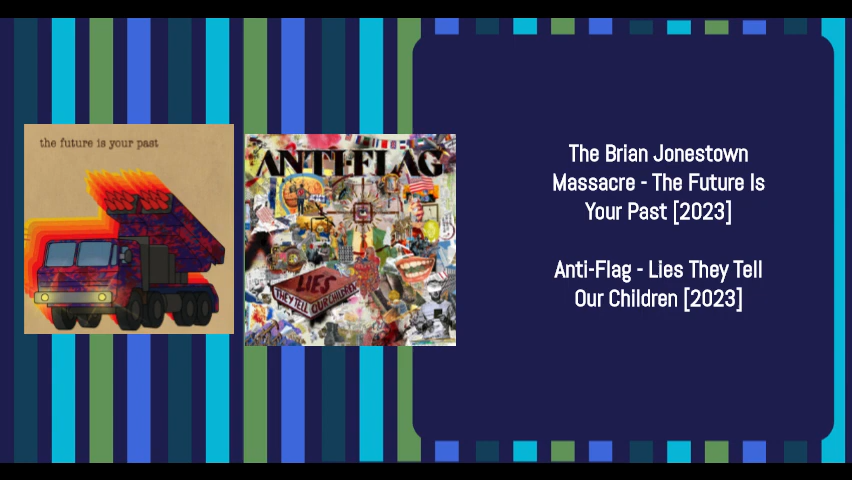 the future is your past
ANTI-FLAG
LIES
THEY TELL OUR CHILDREN
The Brian Jonestown
Massacre - The Future Is
Your Past [2023]
Anti-Flag - Lies They Tell
Our Children [2023]